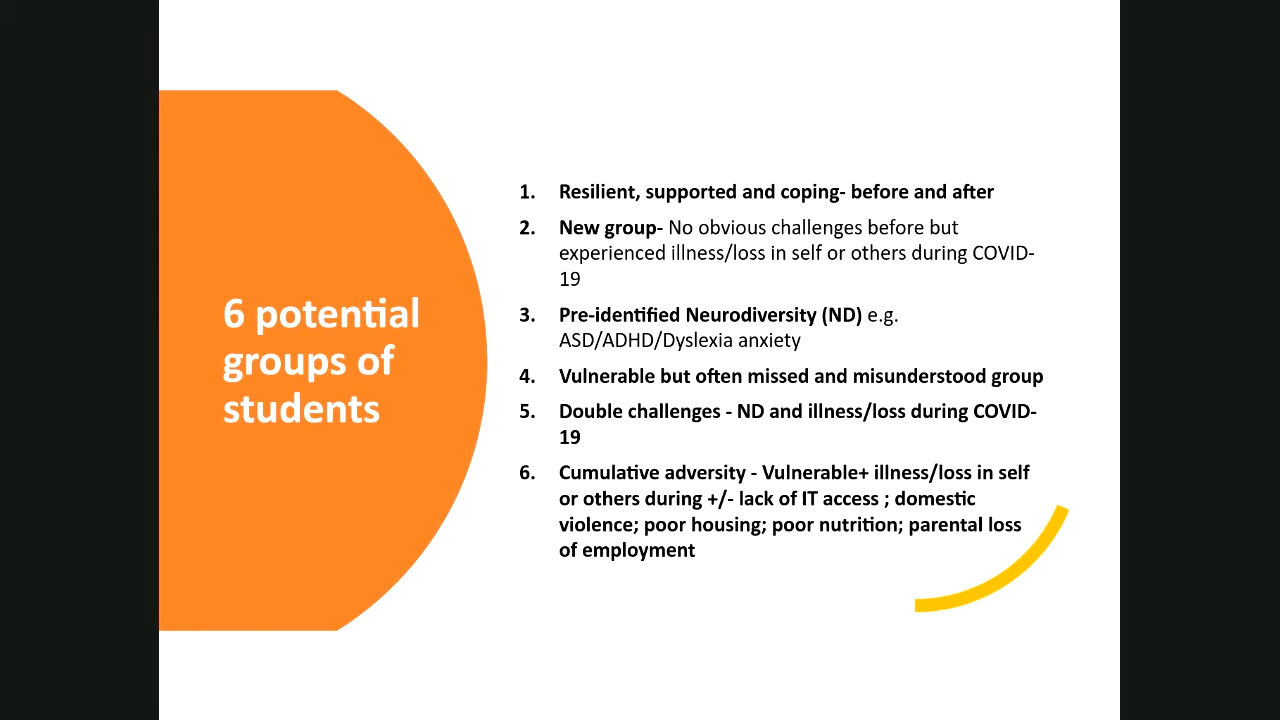 6 potential
groups of
students
1. Resilient, supported and coping- before and after
2. New group- No obvious challenges before but
experienced illness/loss in self or others during COVID-
19
3. Pre-identified Neurodiversity (ND) e.g.
ASD/ADHD/Dyslexia anxiety
4. Vulnerable but often missed and misunderstood group
5. Double challenges - ND and illness/loss during COVID-
19
6. Cumulative adversity - Vulnerable+ illness/loss in self
or others during +/- lack of IT access ; domestic
violence; poor housing; poor nutrition; parental loss
of employment